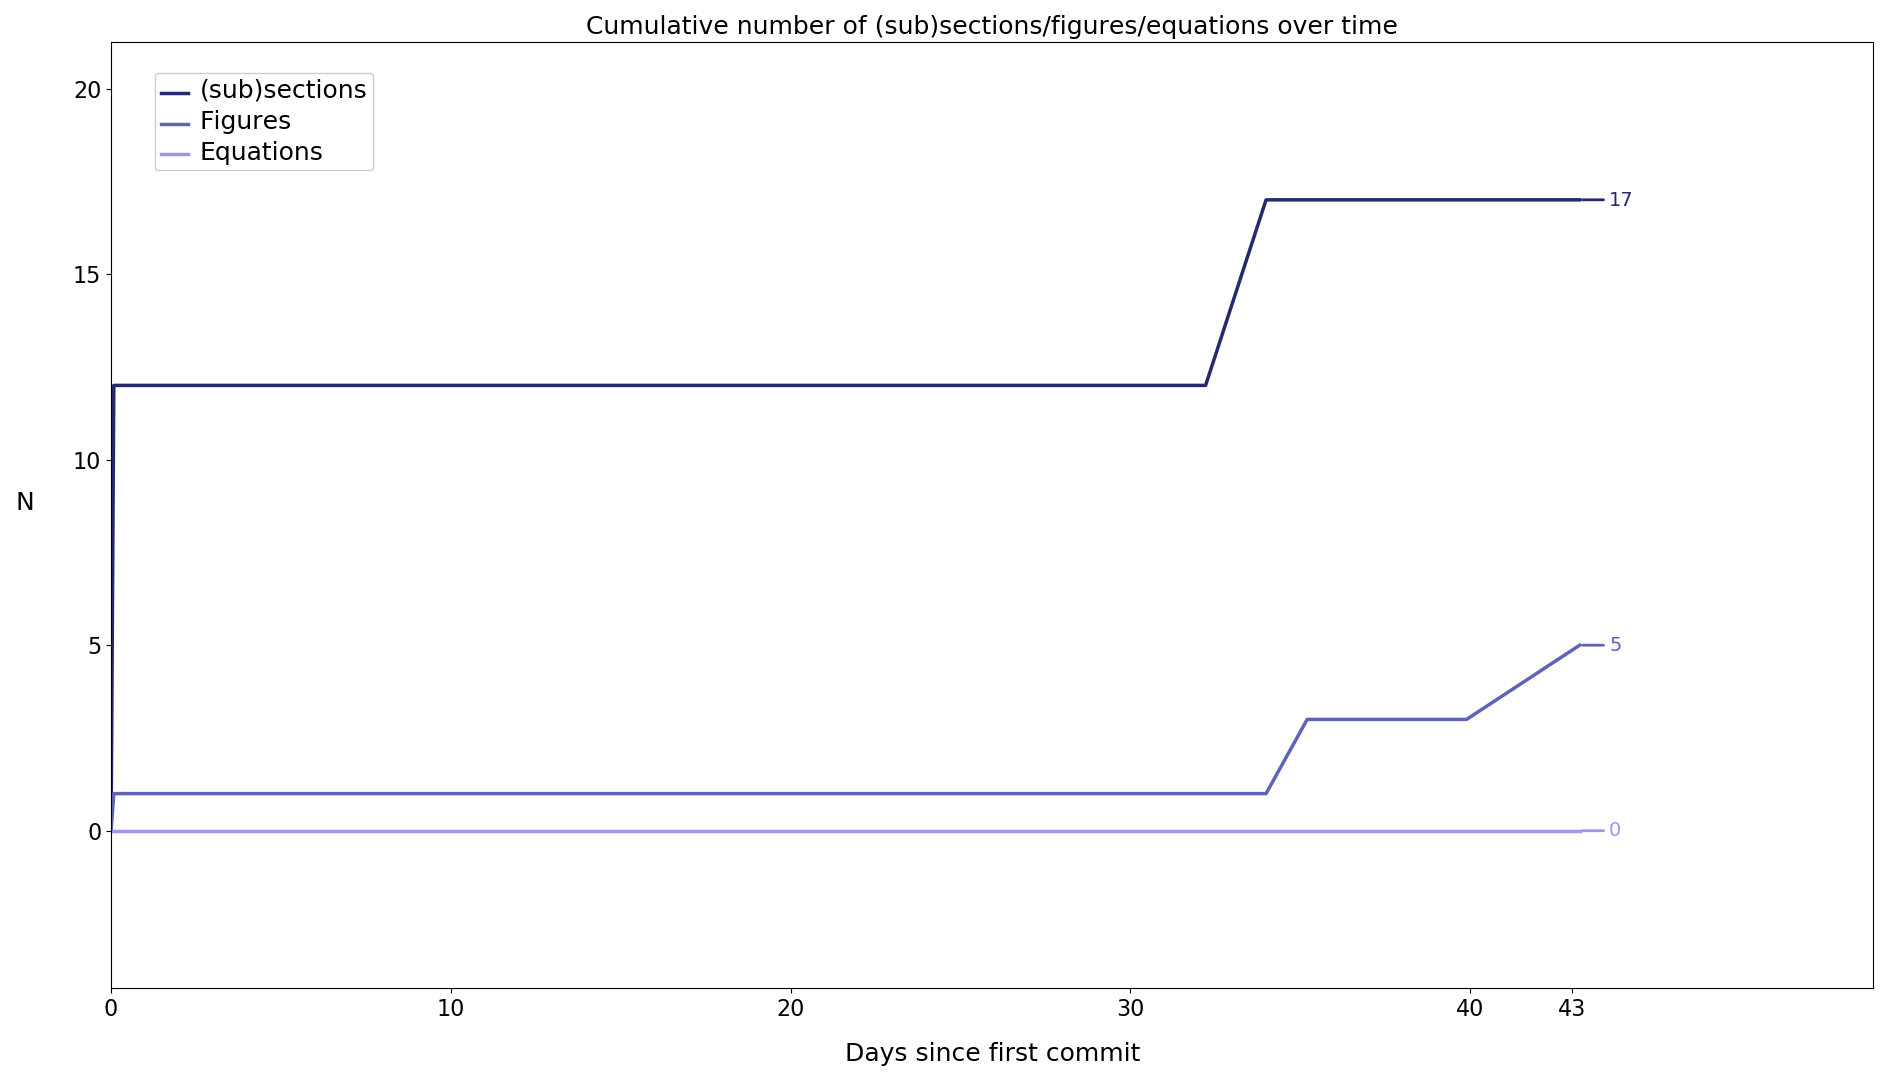 Cumulative number of (sub)sections/figures/equations over time
(sub)sections
Figures
Equations
20
15
10
5
0
N
17
5
0
0 10 20 30 40 43
Days since first commit